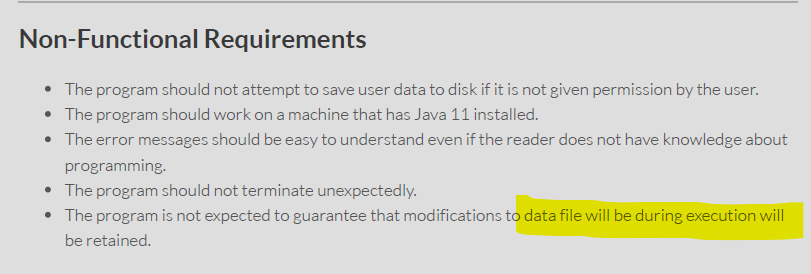 Non-Functional Requirements
• The program should not attempt to save user data to disk if it is not given permission by the user.
• The program should work on a machine that has Java 11 installed.
• The error messages should be easy to understand even if the reader does not have knowledge about
programming.
• The program should not terminate unexpectedly.
• The program is not expected to guarantee that modifications to data file will be during execution will
be retained.